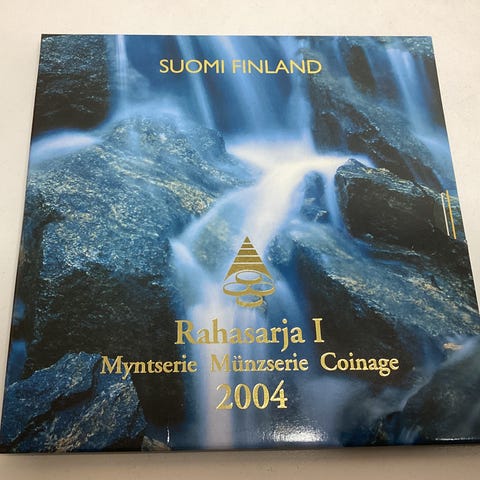 SUOMI FINLAND
Rahasarja I
Myntserie Münzserie Coinage
2004